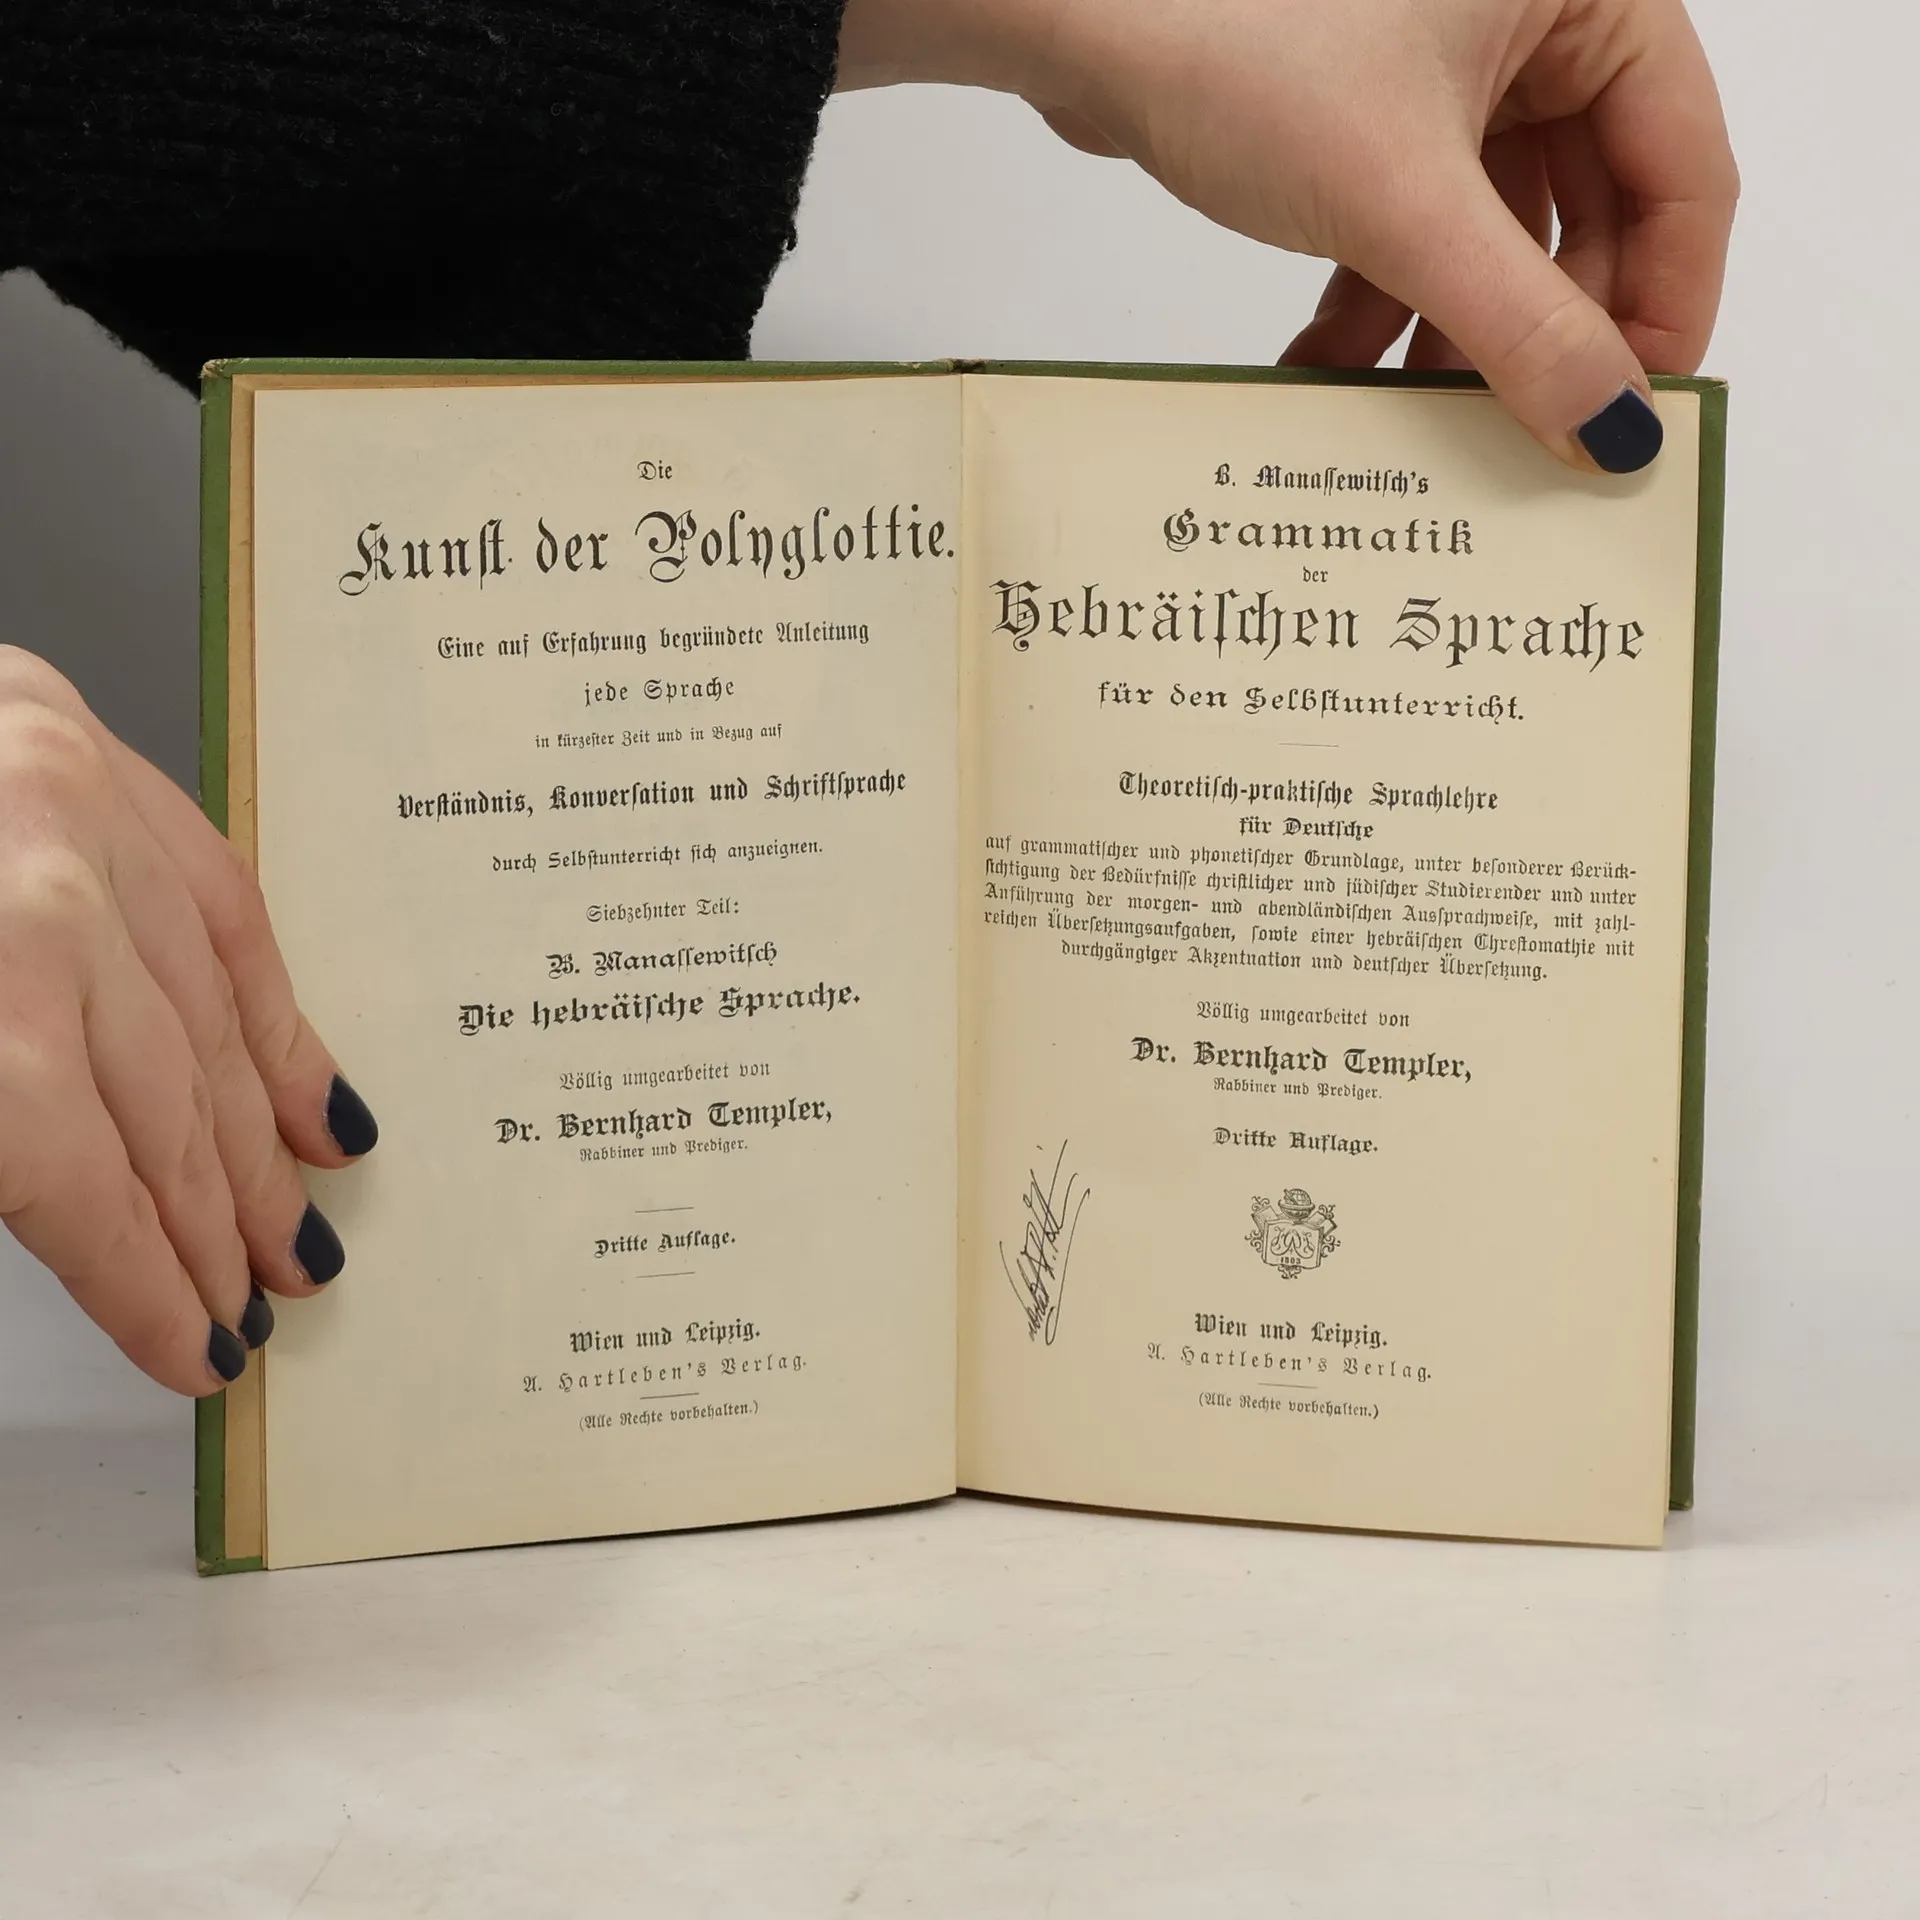 Die
Kunst der Polyglottie.
Eine auf Erfahrung begründete Anleitung
jede Sprache
in kürzester Zeit und in Bezug auf
Verständnis, Konversation und Schriftsprache
durch Selbstunterricht sich anzueignen.
Siebzehnter Teil:
B. Manassewitsch
Die hebräische Sprache.
Völlig umgearbeitet von
Dr. Bernhard Templer,
Rabbiner und Prediger.
Dritte Auflage.
Wien und Leipzig.
A. Hartleben's Verlag.
(Alle Rechte vorbehalten.)
B. Manassewitsch's
Grammatik
der
Hebräischen Sprache
für den Selbstunterricht.
Theoretisch-praktische Sprachlehre
für Deutsche
auf grammatischer und phonetischer Grundlage, unter besonderer Berück-
sichtigung der Bedürfnisse christlicher und jüdischer Studierender und unter
Anführung der morgen- und abendländischen Aussprachweise, mit zahl-
reichen Übersetzungsaufgaben, sowie einer hebräischen Chrestomathie mit
durchgängiger Akzentuation und deutscher Übersetzung.
Völlig umgearbeitet von
Dr. Bernhard Templer,
Rabbiner und Prediger.
Dritte Auflage.
1803
Wien und Leipzig.
A. Hartleben's Verlag.
(Alle Rechte vorbehalten.)